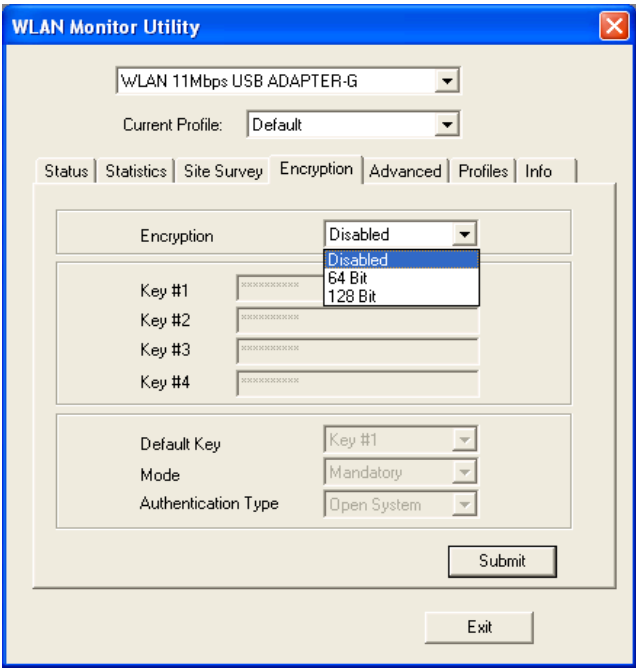 WLAN Monitor Utility
WLAN 11Mbps USB ADAPTER-G
Current Profile: Default
Status Statistics Site Survey Encryption Advanced Profiles Info
Encryption Disabled
Disabled
64 Bit
128 Bit
Key #1 **********
Key #2 **********
Key #3 **********
Key #4 **********
Default Key Key #1
Mode Mandatory
Authentication Type Open System
Submit
Exit